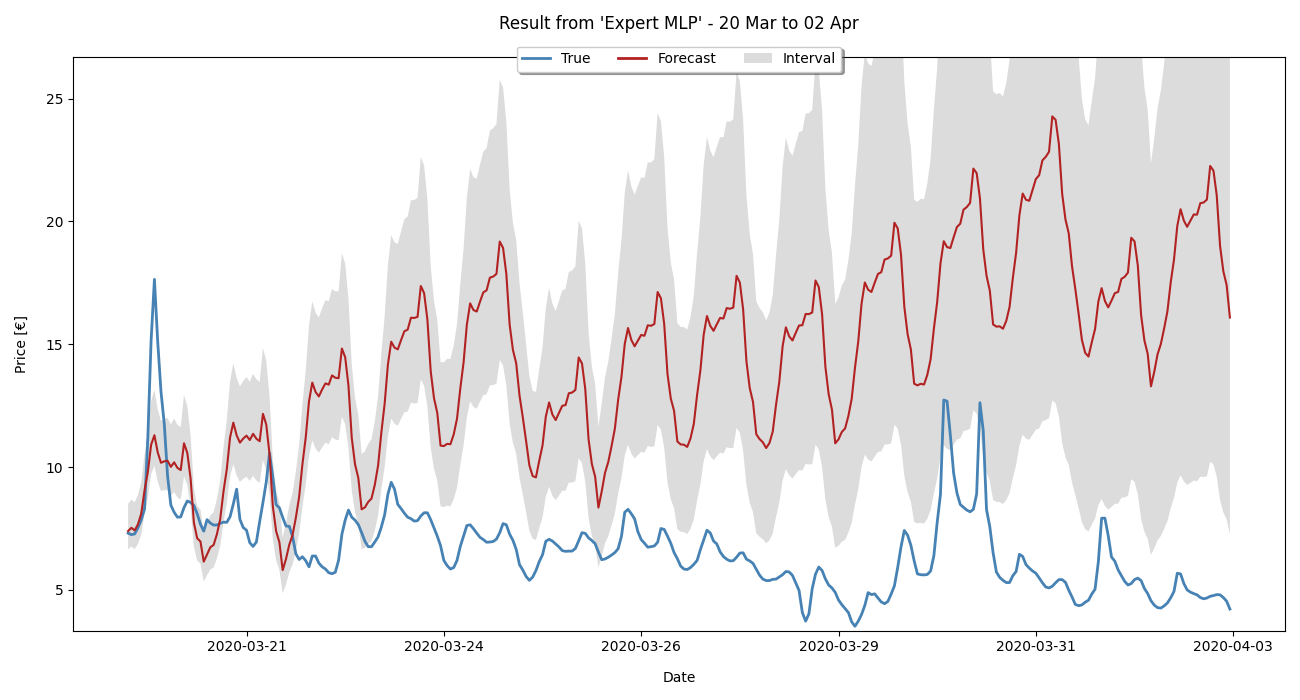 Result from 'Expert MLP' - 20 Mar to 02 Apr
True Forecast Interval
Price [€]
25
20
15
10
5
2020-03-21 2020-03-24 2020-03-26 2020-03-29 2020-03-31 2020-04-03
Date